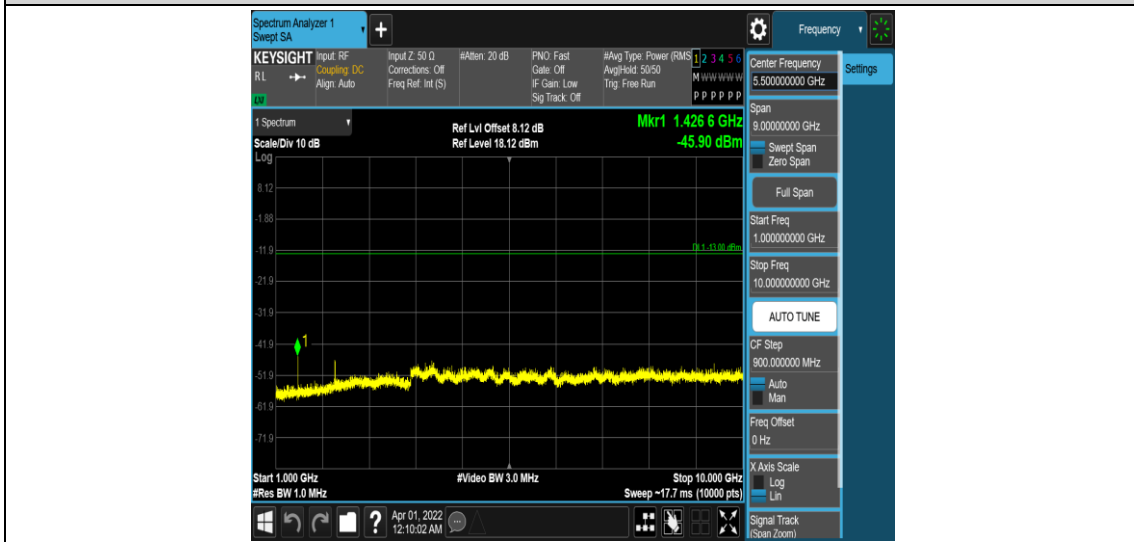 Spectrum Analyzer 1
Swept SA
Frequency
KEYSIGHT
RL
Input: RF
Coupling: DC
Align: Auto
Input Z: 50 Ω
Corrections: Off
Freq Ref: Int (S)
#Atten: 20 dB
PNO: Fast
Gate: Off
IF Gain: Low
Sig Track: Off
#Avg Type: Power (RMS
Avg|Hold: 50/50
Trig: Free Run
1 2 3 4 5 6
M W W W W W
P P P P P P
1 Spectrum
Scale/Div 10 dB
Log
Ref Lvl Offset 8.12 dB
Ref Level 18.12 dBm
Mkr1 1.426 6 GHz
-45.90 dBm
8.12
-1.88
-11.9
DL1 -13.00 dBm
-21.9
-31.9
-41.9
1
-51.9
-61.9
-71.9
Start 1.000 GHz
#Res BW 1.0 MHz
#Video BW 3.0 MHz
Stop 10.000 GHz
Sweep ~17.7 ms (10000 pts)
Center Frequency
5.500000000 GHz
Settings
Span
9.00000000 GHz
Swept Span
Zero Span
Full Span
Start Freq
1.000000000 GHz
Stop Freq
10.000000000 GHz
AUTO TUNE
CF Step
900.000000 MHz
Auto
Man
Freq Offset
0 Hz
X Axis Scale
Log
Lin
Signal Track
(Span Zoom)
?
Apr 01, 2022
12:10:02 AM